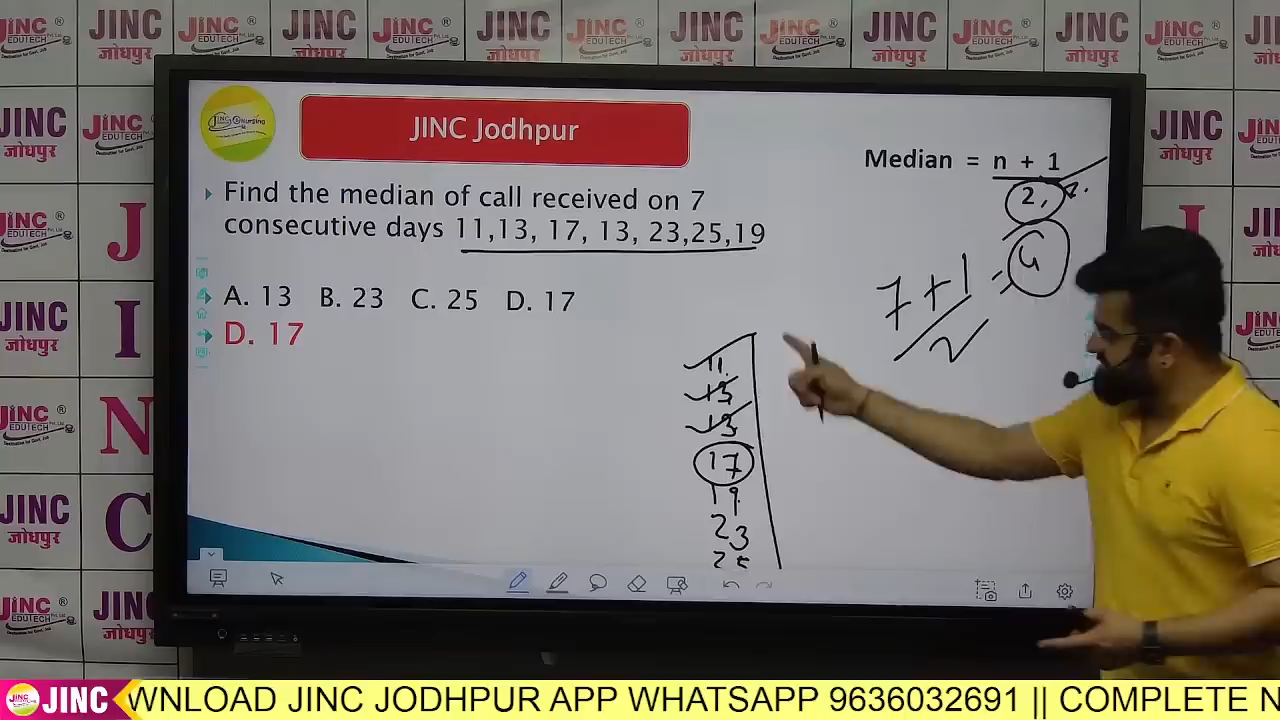 JINC Jodhpur
Median = n + 1
2
Find the median of call received on 7
consecutive days 11,13, 17, 13, 23,25,19
A. 13 B. 23 C. 25 D. 17
D. 17
7+1
2
= 4
11
13
13
17
19
23
25
JINC
EDUTECH
जोधपुर
J
I
N
C
JINC WNLOAD JINC JODHPUR APP WHATSAPP 9636032691 || COMPLETE N